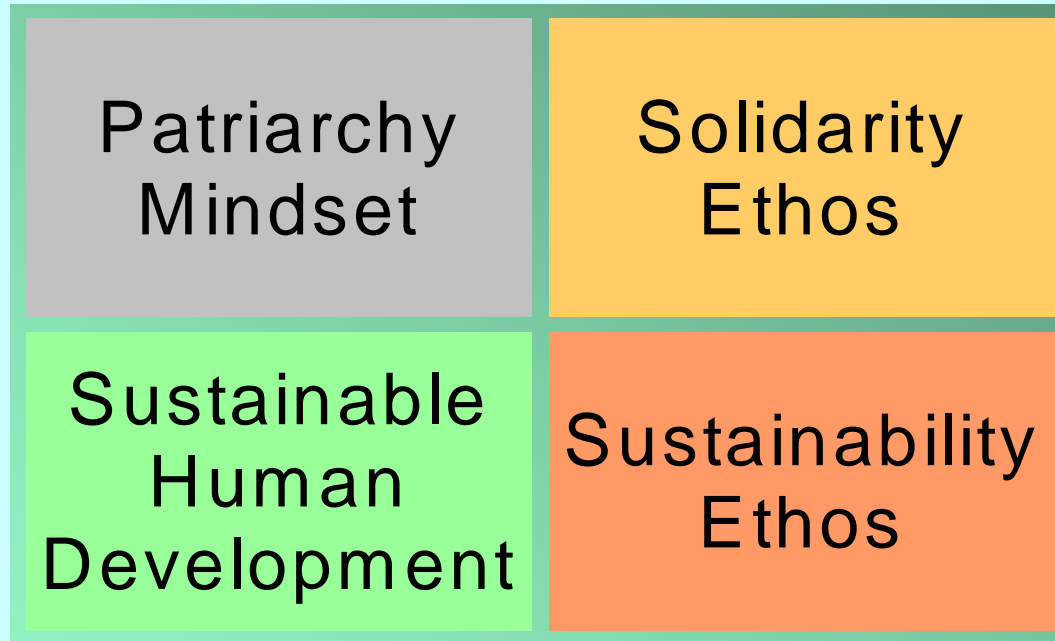 Patriarchy
Mindset
Solidarity
Ethos
Sustainable
Human
Development
Sustainability
Ethos